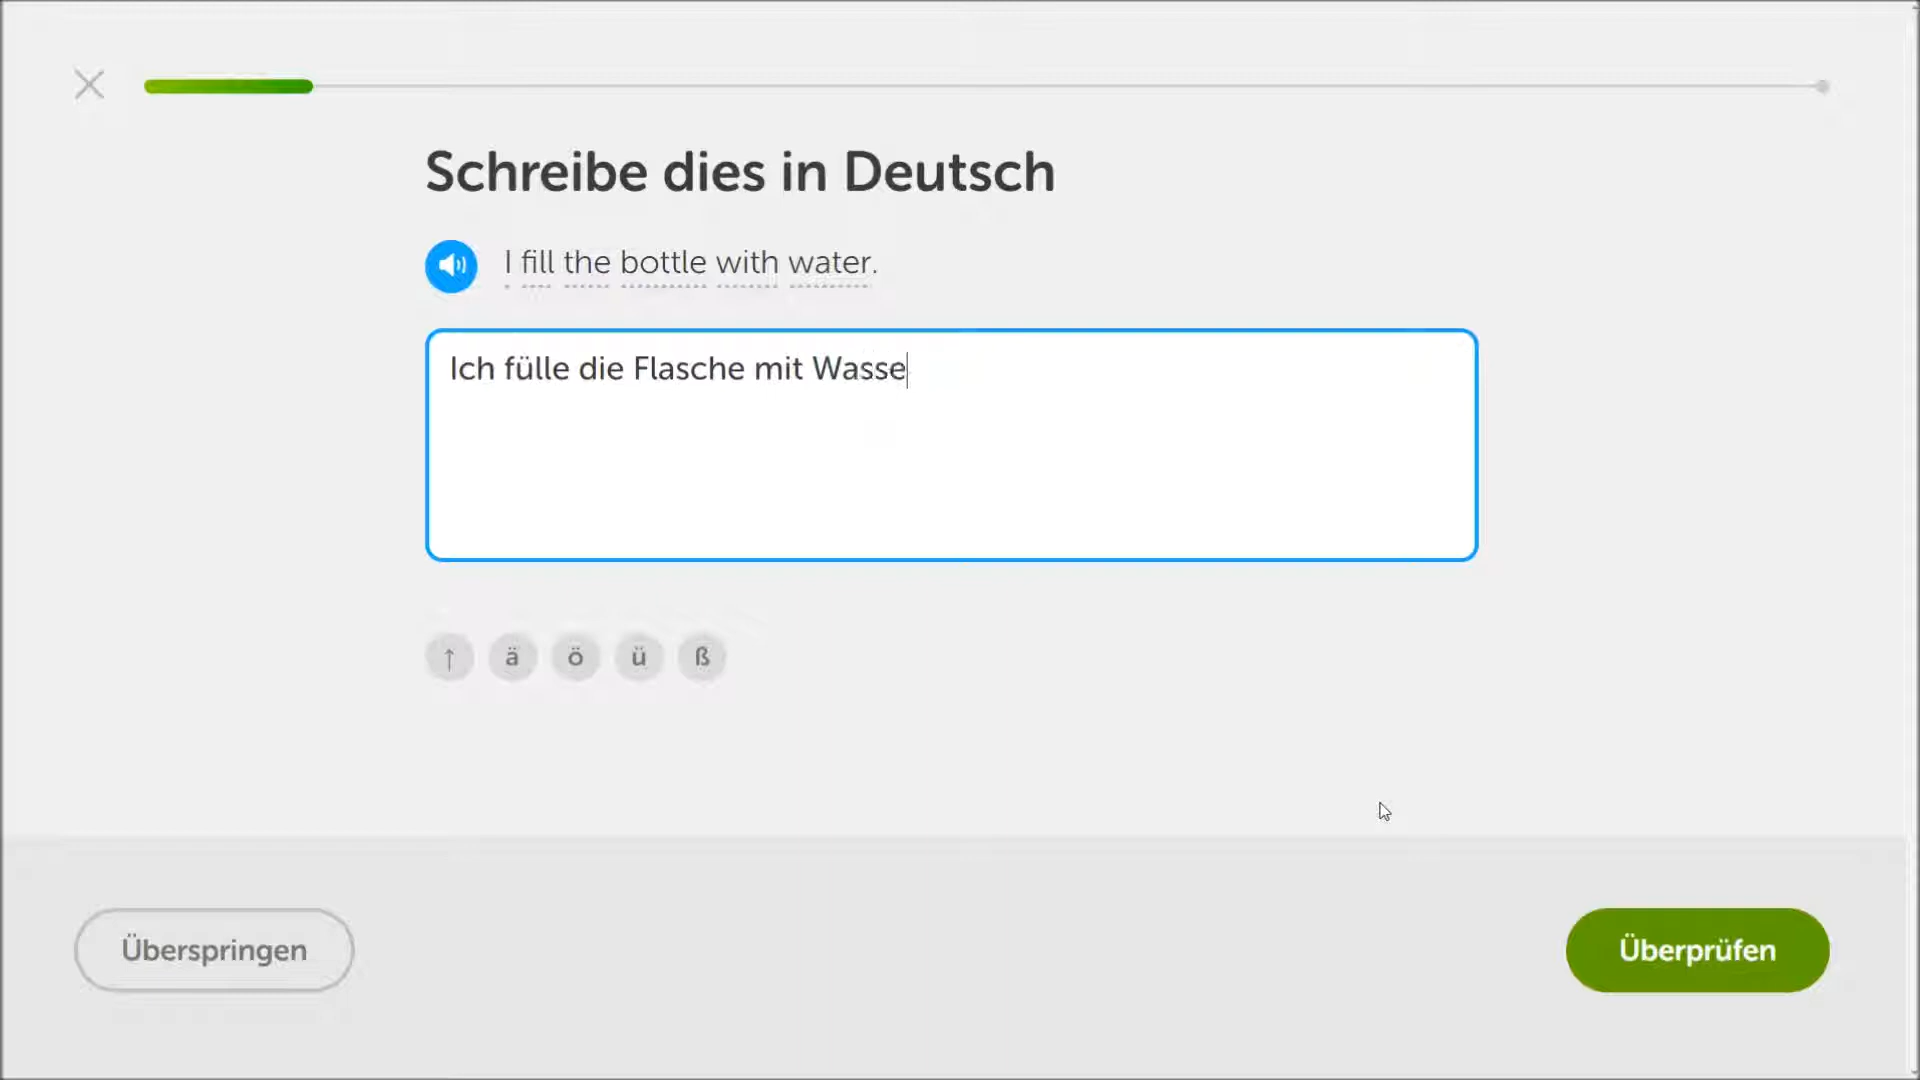 Schreibe dies in Deutsch
I fill the bottle with water.
Ich fülle die Flasche mit Wasse
↑ ä ö ü ß
Überspringen
Überprüfen